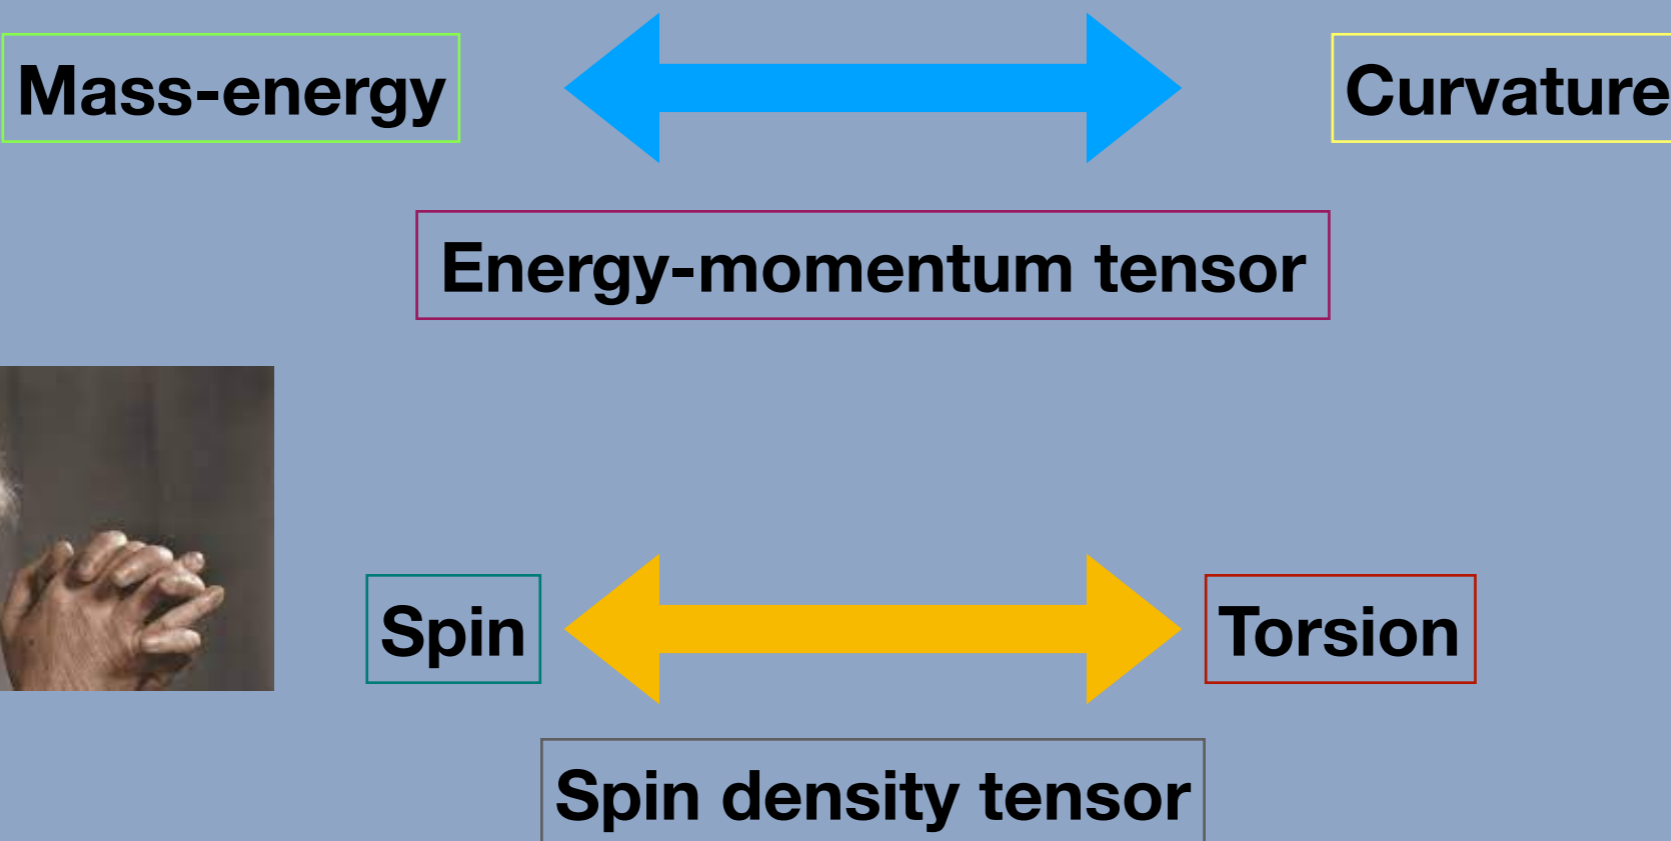 Mass-energy
Curvature
Energy-momentum tensor
Spin
Torsion
Spin density tensor